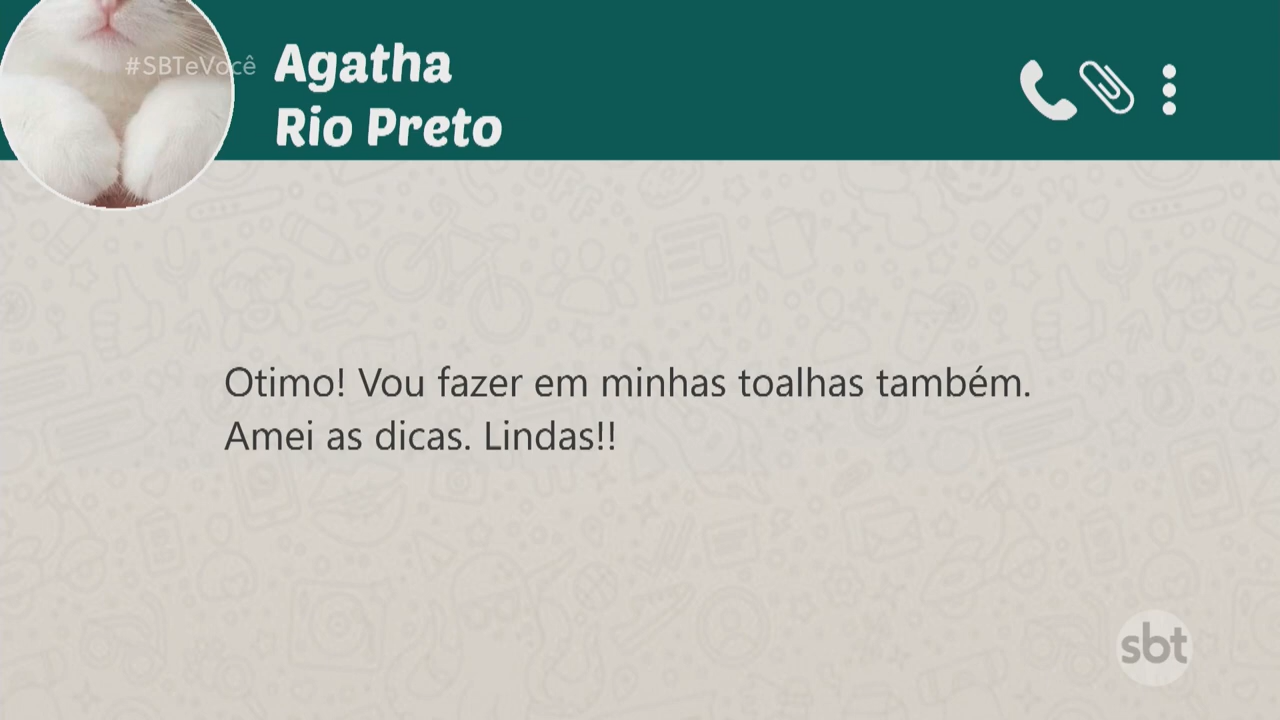 #SBTeVocê
Agatha
Rio Preto
Otimo! Vou fazer em minhas toalhas também.
Amei as dicas. Lindas!!
sbt